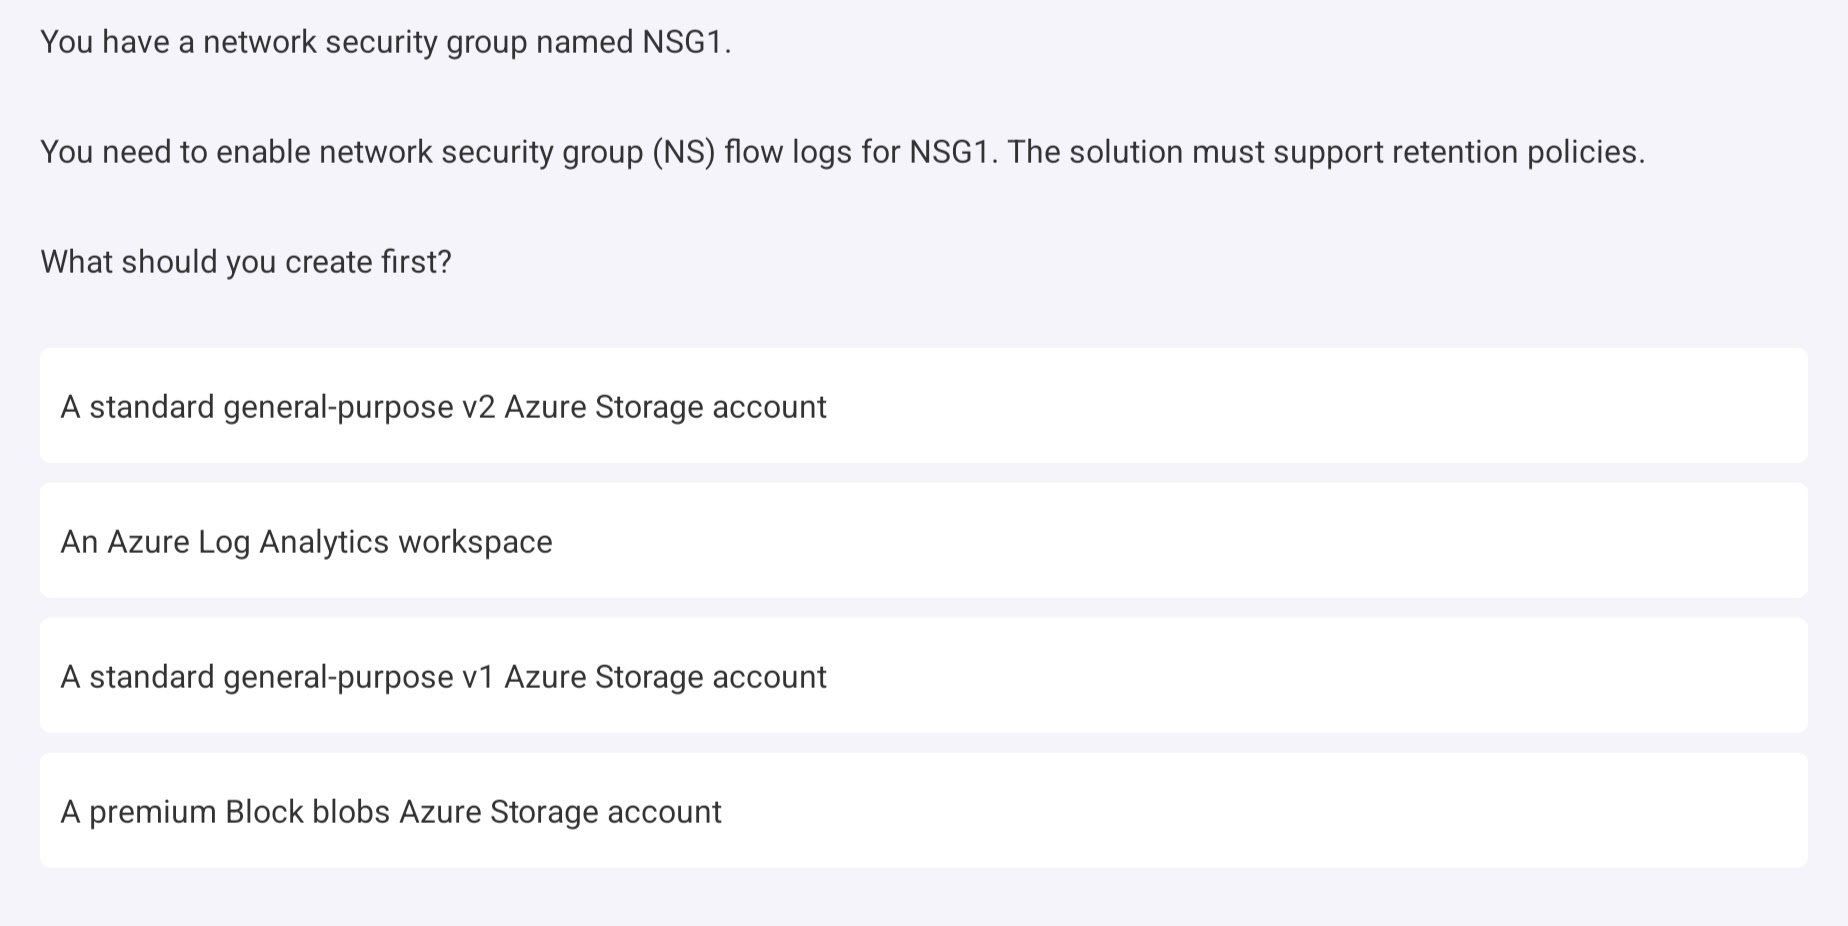 You have a network security group named NSG1.
You need to enable network security group (NS) flow logs for NSG1. The solution must support retention policies.
What should you create first?
A standard general-purpose v2 Azure Storage account
An Azure Log Analytics workspace
A standard general-purpose v1 Azure Storage account
A premium Block blobs Azure Storage account